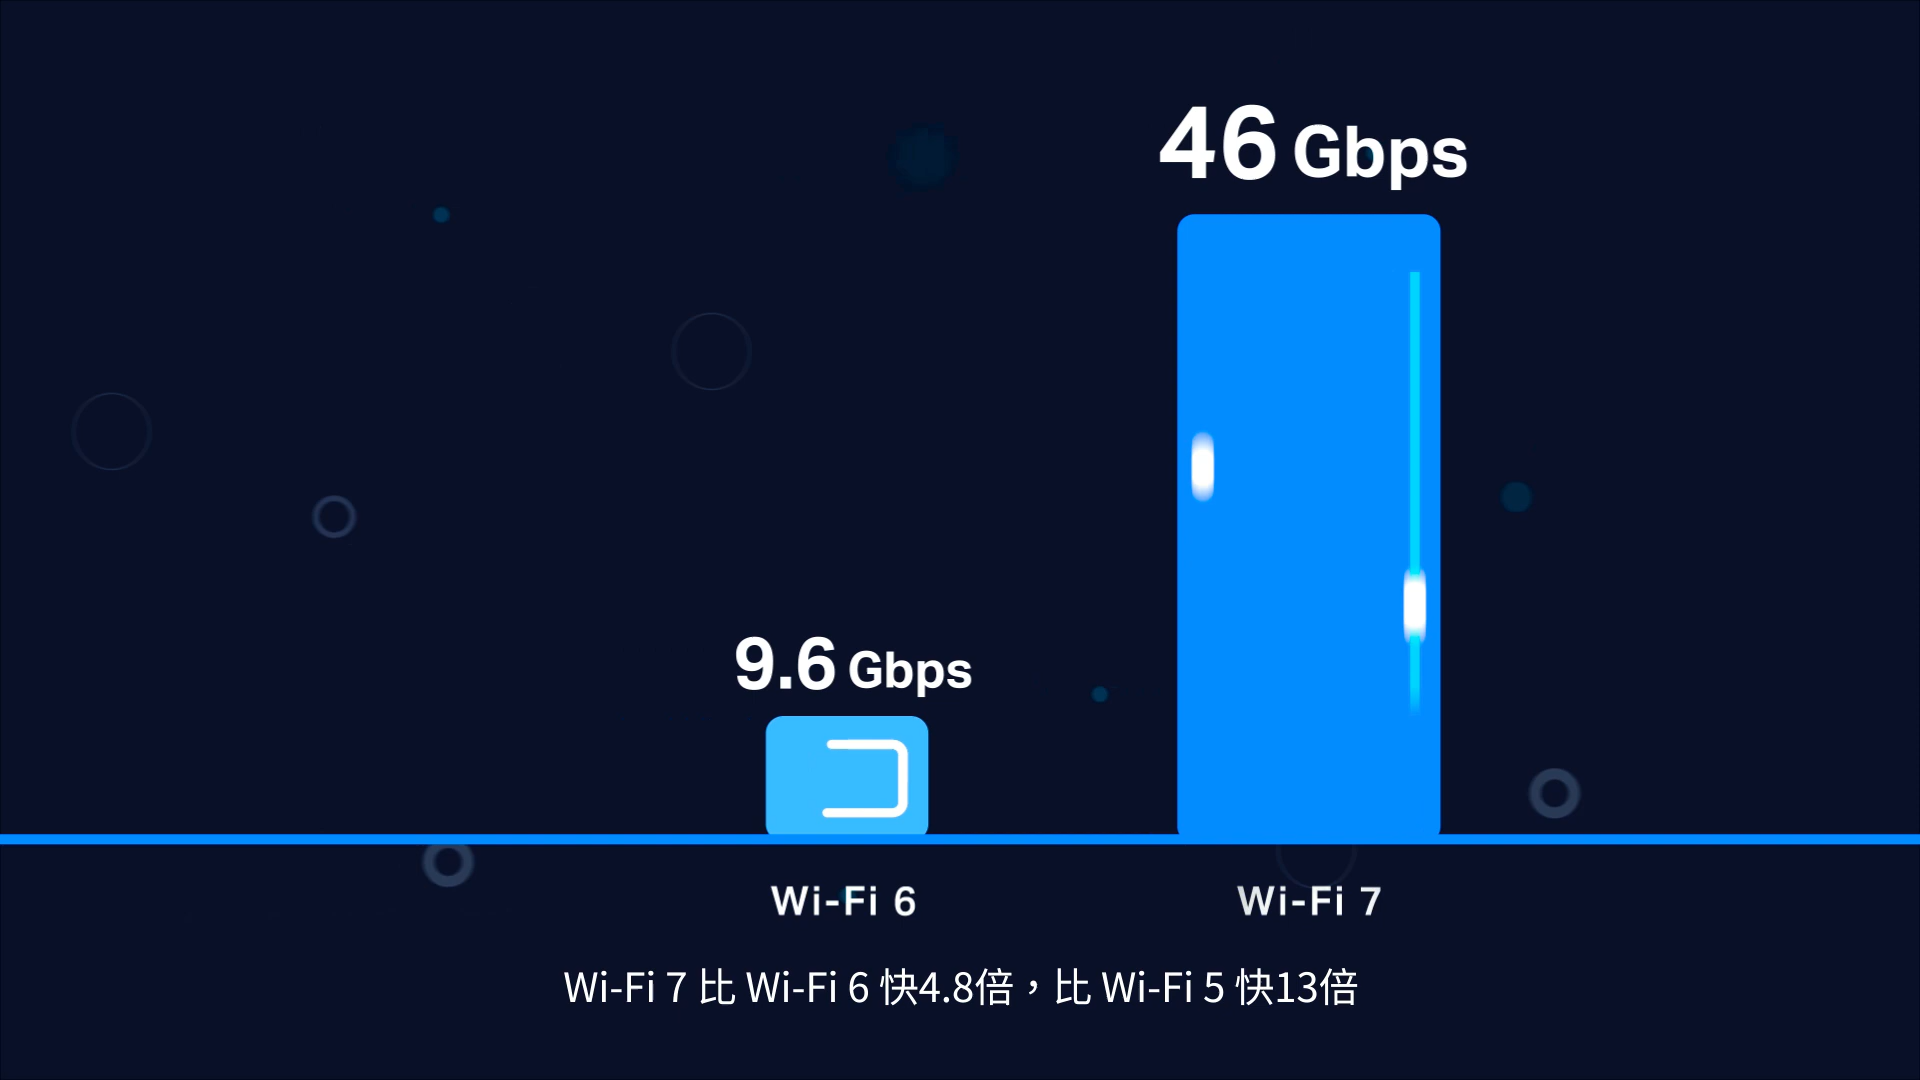 46 Gbps
9.6 Gbps
Wi-Fi 6
Wi-Fi 7
Wi-Fi 7 比 Wi-Fi 6 快4.8倍，比 Wi-Fi 5 快13倍